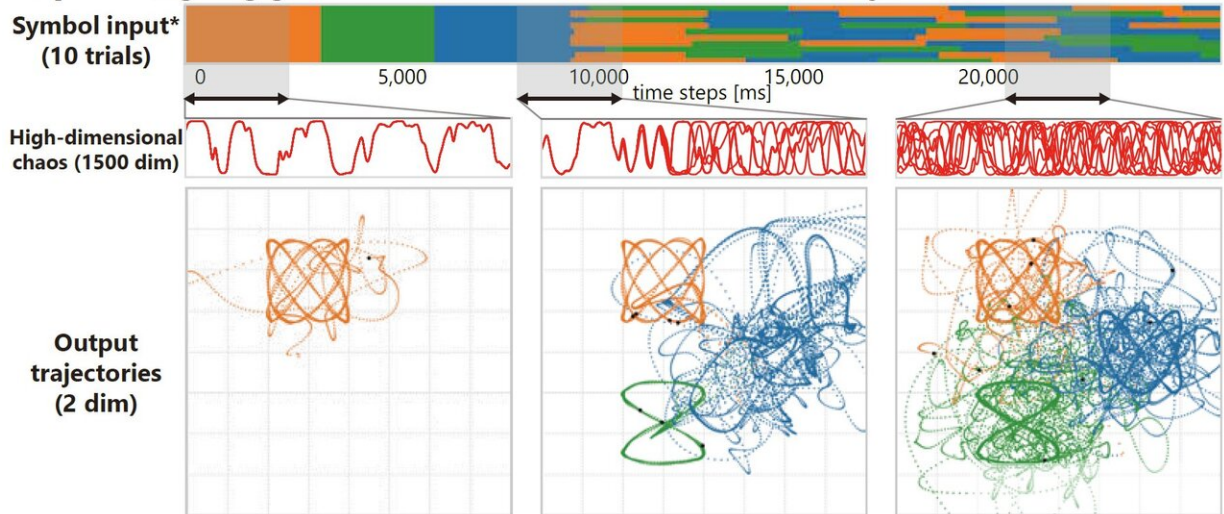 Symbol input*
(10 trials)
0
5,000
10,000
15,000
20,000
time steps [ms]
High-dimensional
chaos (1500 dim)
Output
trajectories
(2 dim)